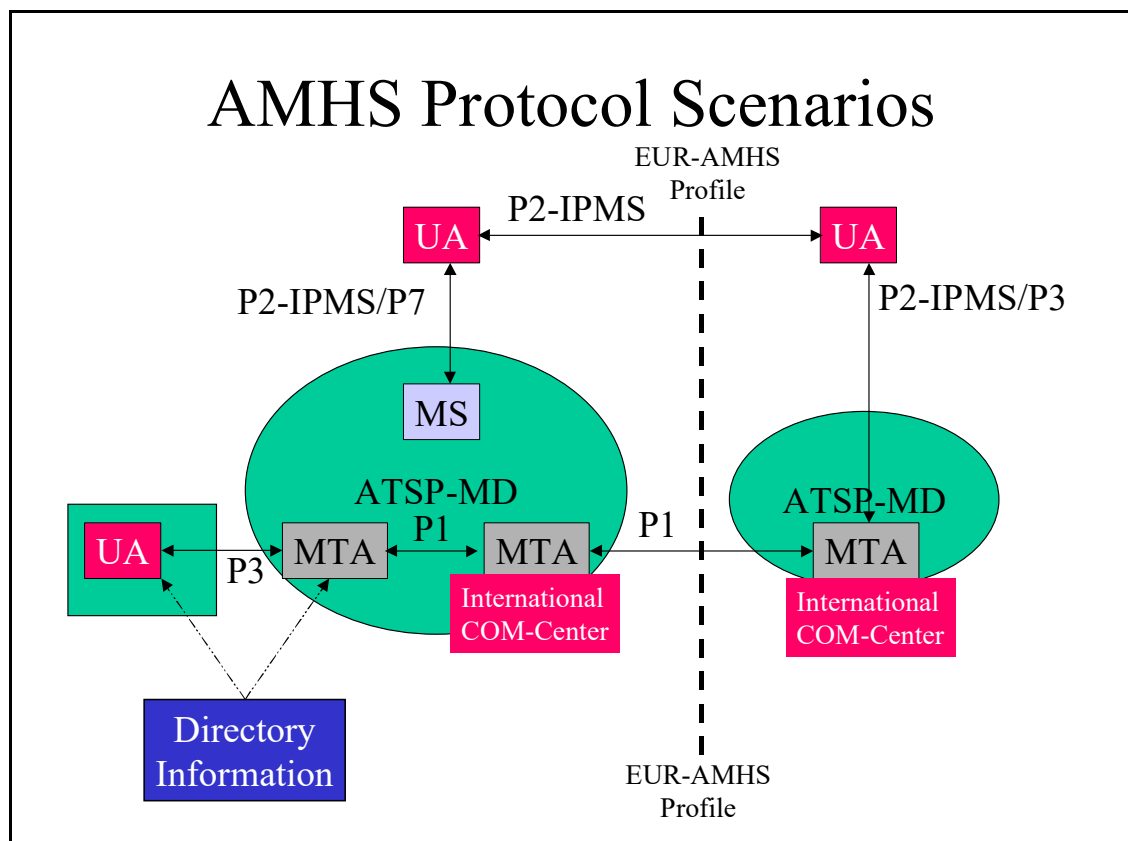 AMHS Protocol Scenarios
EUR-AMHS
Profile
P2-IPMS
UA
UA
P2-IPMS/P7
P2-IPMS/P3
MS
ATSP-MD
ATSP-MD
P1
P1
UA
MTA
MTA
MTA
P3
International
COM-Center
International
COM-Center
Directory
Information
EUR-AMHS
Profile